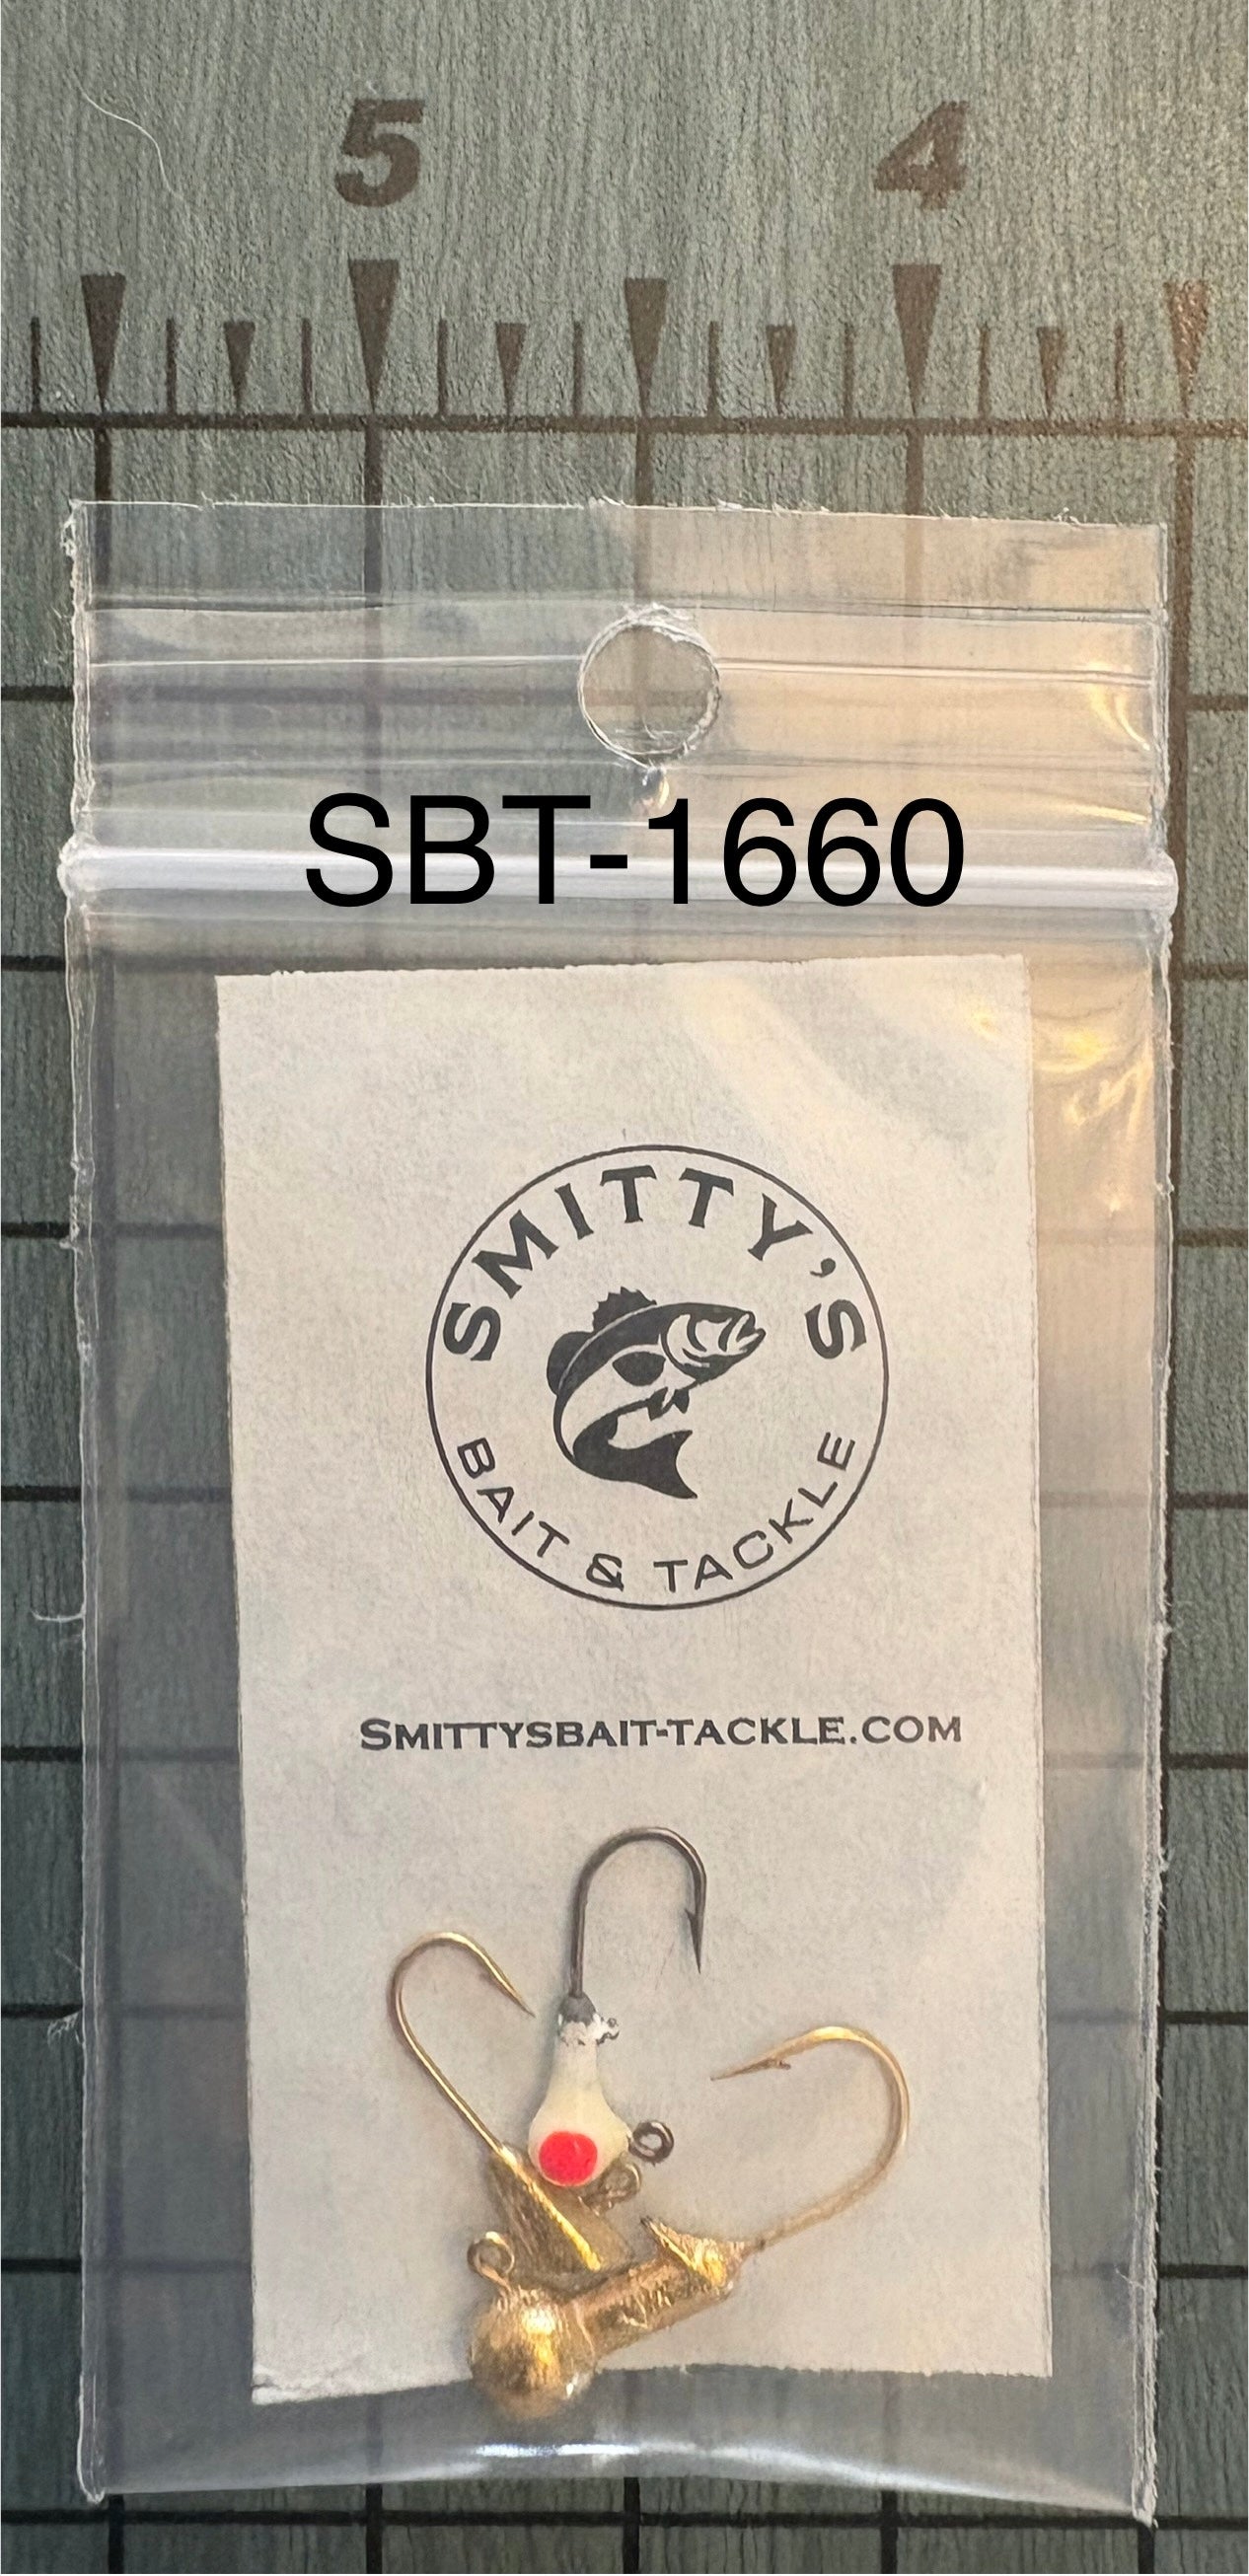 5 4
SBT-1660
SMITTY'S
BAIT & TACKLE
SMITTYSBAIT-TACKLE.COM